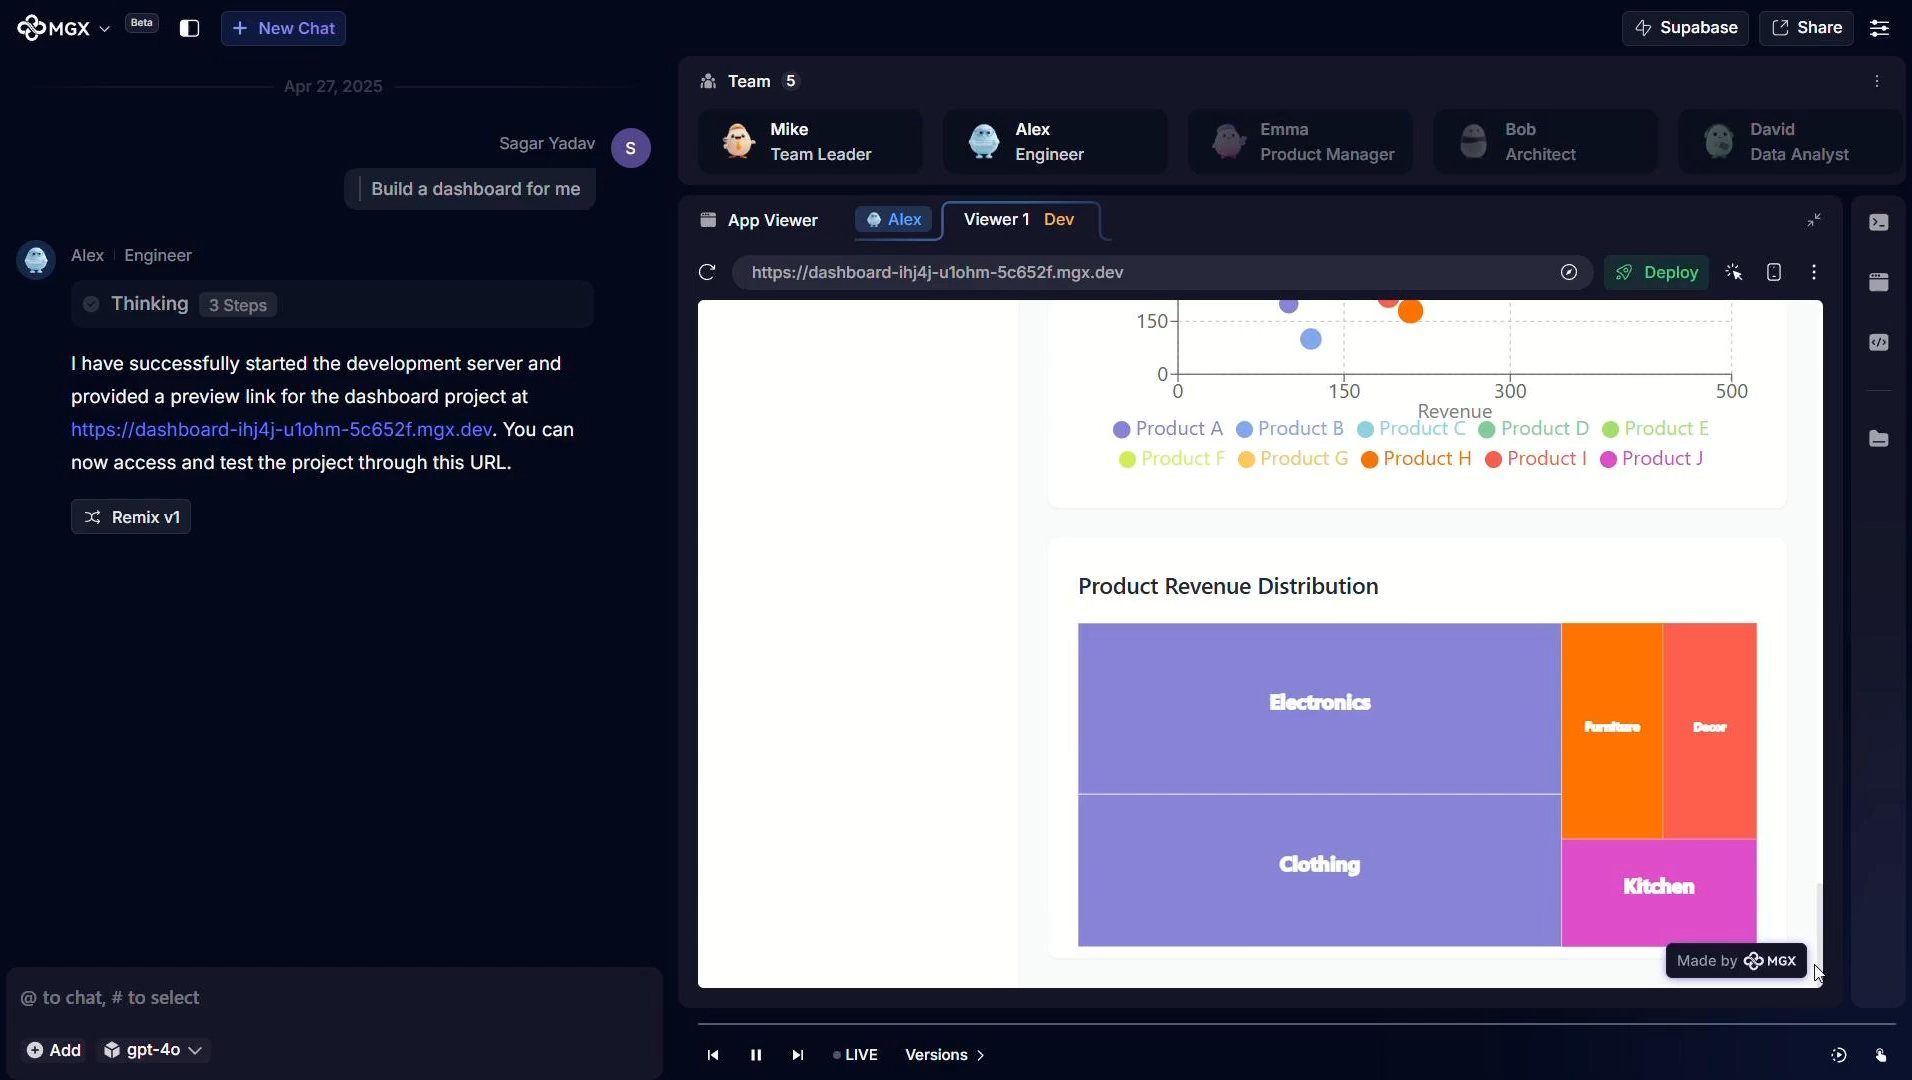 MGX
Beta
New Chat
Supabase
Share
Apr 27, 2025
Sagar Yadav
S
Build a dashboard for me
Alex
Engineer
Thinking
3 Steps
I have successfully started the development server and
provided a preview link for the dashboard project at
https://dashboard-ihj4j-u1ohm-5c652f.mgx.dev. You can
now access and test the project through this URL.
Remix v1
@ to chat, # to select
Add
gpt-4o
Team 5
Mike
Team Leader
Alex
Engineer
Emma
Product Manager
Bob
Architect
David
Data Analyst
App Viewer
Alex
Viewer 1 Dev
https://dashboard-ihj4j-u1ohm-5c652f.mgx.dev
Deploy
150
0
0 150 300 500
Revenue
Product A Product B Product C Product D Product E
Product F Product G Product H Product I Product J
Product Revenue Distribution
Electronics
Furniture
Decor
Clothing
Kitchen
Made by MGX
LIVE
Versions